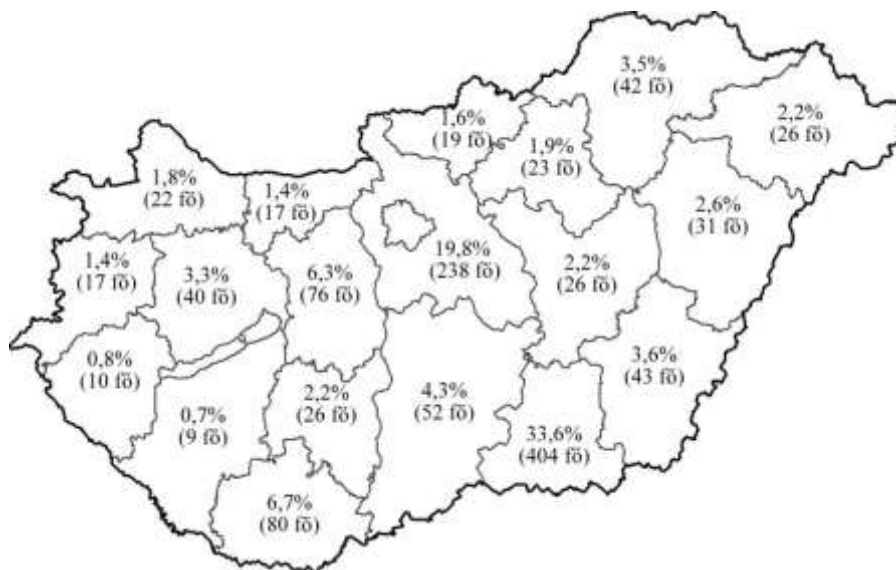 3,5%
(42 fő)
2,2%
(26 fő)
1,6%
(19 fő)
1,9%
(23 fő)
1,8%
(22 fő)
1,4%
(17 fő)
2,6%
(31 fő)
19,8%
(238 fő)
1,4%
(17 fő)
3,3%
(40 fő)
6,3%
(76 fő)
2,2%
(26 fő)
0,8%
(10 fő)
3,6%
(43 fő)
2,2%
(26 fő)
4,3%
(52 fő)
0,7%
(9 fő)
33,6%
(404 fő)
6,7%
(80 fő)